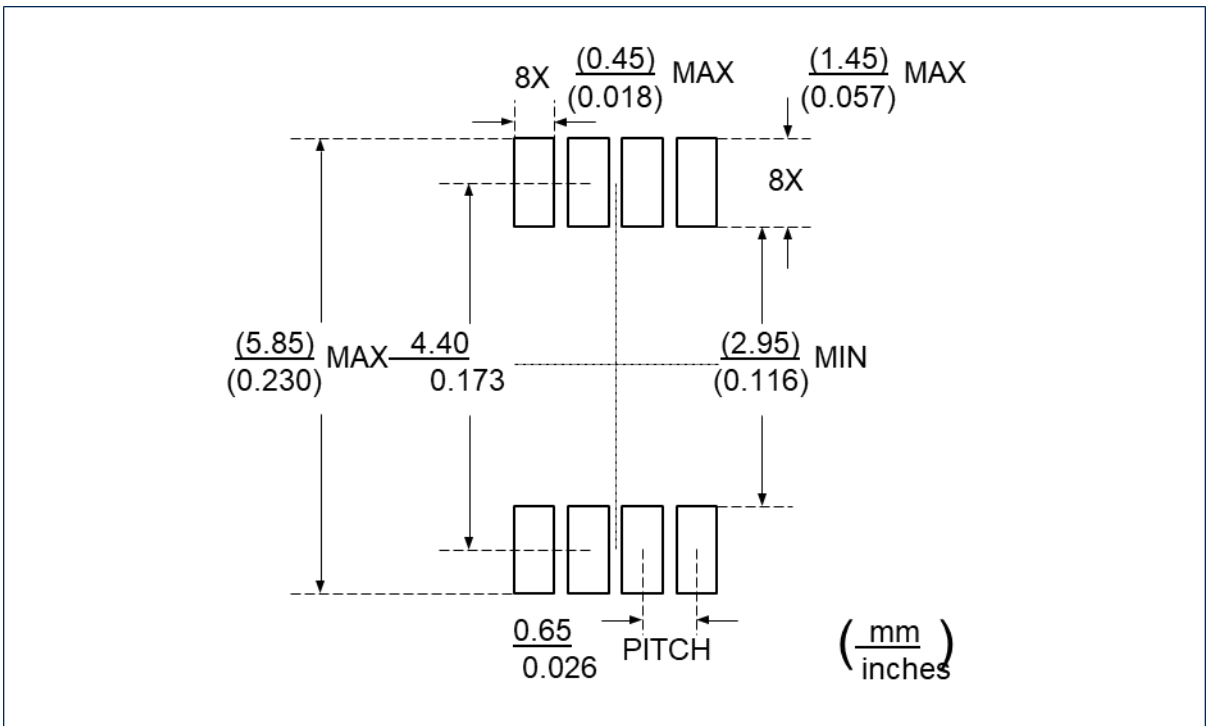 8X (0.45) MAX (1.45) MAX
(0.018) (0.057)
8X
(5.85) MAX 4.40 (2.95) MIN
(0.230) 0.173 (0.116)
0.65 PITCH (mm)
0.026 inches